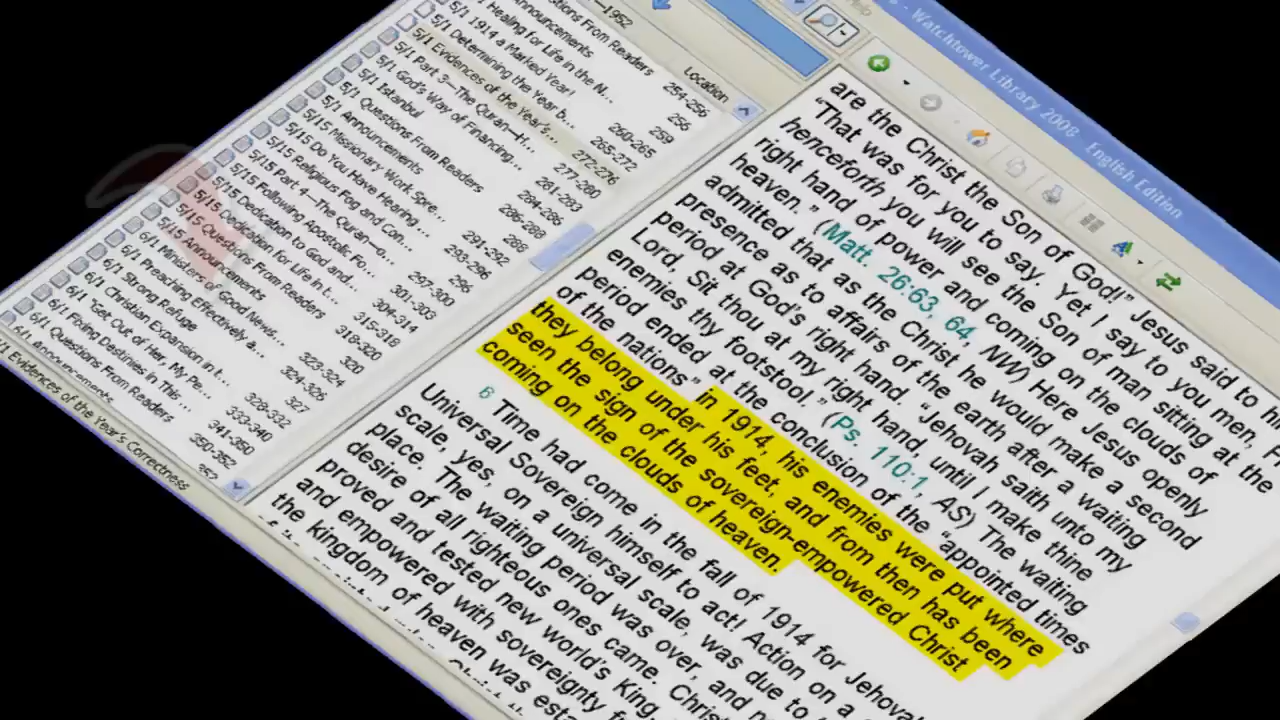 - Watchtower Library 2008 - English Edition
Location
—1952
5/1 Healing for Life in the N...
5/1 1914 a Marked Year!
5/1 Determining the Year b...
5/1 Evidences of the Year's...
5/1 Part 3—The Quran—H...
5/1 God's Way of Financing...
5/1 Istanbul
5/1 Questions From Readers
5/1 Announcements
5/15 Missionary Work Spre...
5/15 Do You Have Hearing...
5/15 Religious Fog and Con...
5/15 Part 4—The Quran—o...
5/15 Following Apostolic Fo...
5/15 Dedication to God and...
5/15 Dedication for Life in t...
5/15 Questions From Readers
5/15 Announcements
6/1 Ministers of Good News...
6/1 Preaching Effectively a...
6/1 Strong Refuge
6/1 Christian Expansion in t...
6/1 "Get Out of Her My Pe...
6/1 Fixing Destinies in This...
6/1 Questions From Readers
6/1 Announcements
254-256
256
259
260-265
265-272
272-276
277-280
281-283
284-286
286-288
288
291-292
293-296
296
297-300
301-303
304-314
315-318
318-320
320
323-324
324-326
327
328-332
333-340
341-350
350-352
352
5/1 Evidences of the Year's Correctness
are the Christ the Son of God!" Jesus said to
"That was for you to say. Yet I say to you men,
henceforth you will see the Son of man sitting at the
right hand of power and coming on the clouds of
heaven." (Matt. 26:63, 64, NW) Here Jesus openly
admitted that as the Christ he would make a second
presence as to affairs of the earth after a waiting
period at God's right hand. "Jehovah saith unto my
Lord, Sit thou at my right hand, until I make thine
enemies thy footstool." (Ps. 110:1, AS) The waiting
period ended at the conclusion of the "appointed times
of the nations" in 1914, his enemies were put where
they belong under his feet, and from then has been
seen the sign of the sovereign-empowered Christ
coming on the clouds of heaven.
8 Time had come in the fall of 1914 for Jehovah
Universal Sovereign himself to act! Action on a
scale, yes, on a universal scale, was due to
place. The waiting period was over, and
desire of all righteous ones came. Christ
proved and tested new world's King,
and empowered with sovereignty
the kingdom of heaven was